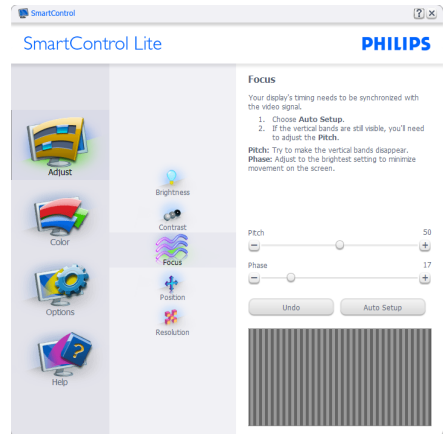 SmartControl
SmartControl Lite
PHILIPS
Adjust
Color
Options
Help
Brightness
Contrast
Focus
Position
Resolution
Focus
Your display's timing needs to be synchronized with
the video signal.
1. Choose Auto Setup.
2. If the vertical bands are still visible, you'll need
to adjust the Pitch.
Pitch: Try to make the vertical bands disappear.
Phase: Adjust to the brightest setting to minimize
movement on the screen.
Pitch 50
Phase 17
Undo Auto Setup